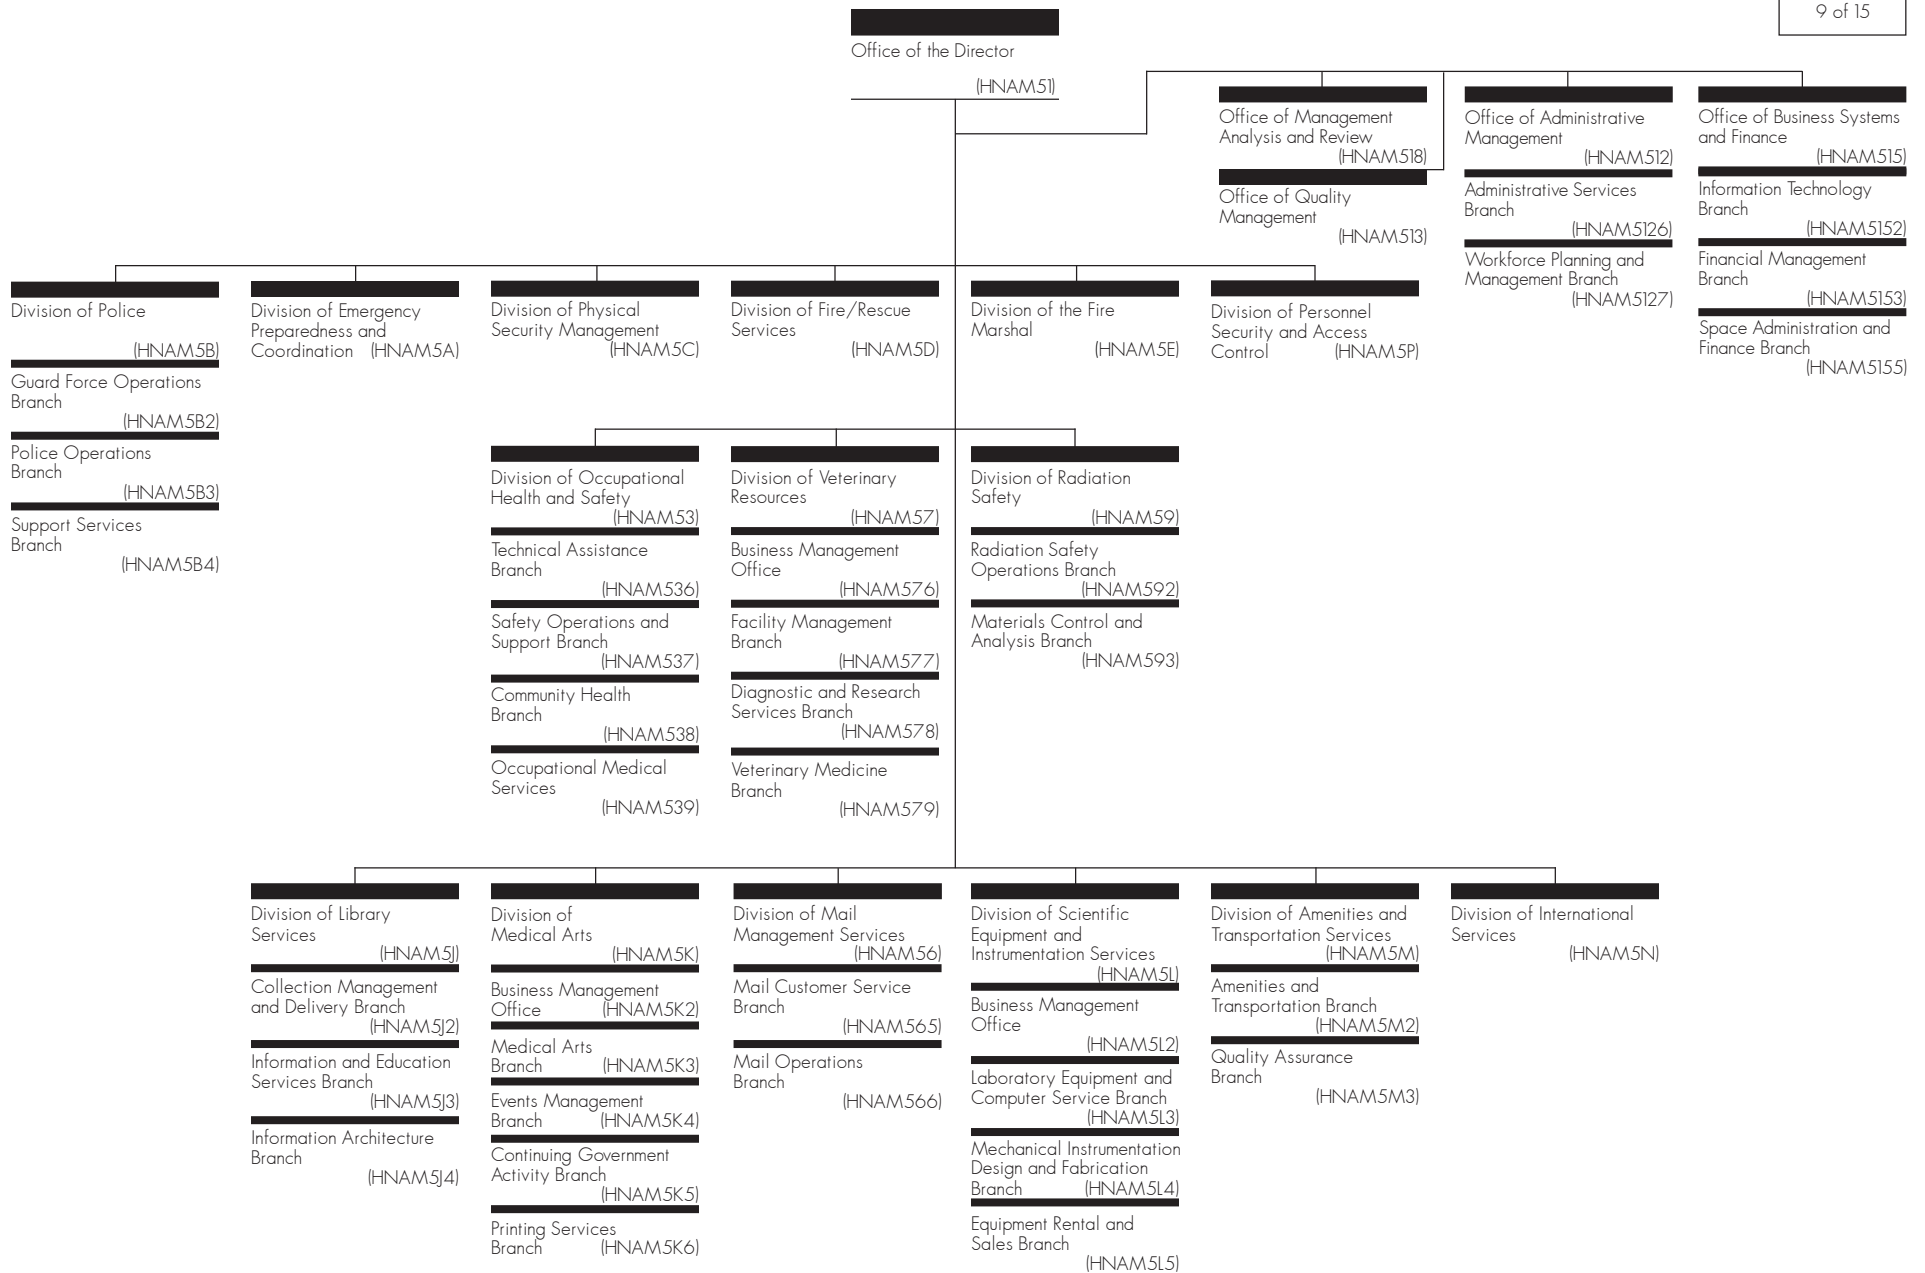 9 of 15
Office of the Director
(HNAM51)
Office of Management
Analysis and Review
(HNAM518)
Office of Quality
Management
(HNAM513)
Office of Administrative
Management
(HNAM512)
Administrative Services
Branch
(HNAM5126)
Workforce Planning and
Management Branch
(HNAM5127)
Office of Business Systems
and Finance
(HNAM515)
Information Technology
Branch
(HNAM5152)
Financial Management
Branch
(HNAM5153)
Space Administration and
Finance Branch
(HNAM5155)
Division of Police
(HNAM5B)
Guard Force Operations
Branch
(HNAM5B2)
Police Operations
Branch
(HNAM5B3)
Support Services
Branch
(HNAM5B4)
Division of Emergency
Preparedness and
Coordination (HNAM5A)
Division of Physical
Security Management
(HNAM5C)
Division of Fire/Rescue
Services
(HNAM5D)
Division of the Fire
Marshal
(HNAM5E)
Division of Personnel
Security and Access
Control (HNAM5P)
Division of Occupational
Health and Safety
(HNAM53)
Technical Assistance
Branch
(HNAM536)
Safety Operations and
Support Branch
(HNAM537)
Community Health
Branch
(HNAM538)
Occupational Medical
Services
(HNAM539)
Division of Veterinary
Resources
(HNAM57)
Business Management
Office
(HNAM576)
Facility Management
Branch
(HNAM577)
Diagnostic and Research
Services Branch
(HNAM578)
Veterinary Medicine
Branch
(HNAM579)
Division of Radiation
Safety
(HNAM59)
Radiation Safety
Operations Branch
(HNAM592)
Materials Control and
Analysis Branch
(HNAM593)
Division of Library
Services
(HNAM5J)
Collection Management
and Delivery Branch
(HNAM5J2)
Information and Education
Services Branch
(HNAM5J3)
Information Architecture
Branch
(HNAM5J4)
Division of
Medical Arts
(HNAM5K)
Business Management
Office (HNAM5K2)
Medical Arts
Branch (HNAM5K3)
Events Management
Branch (HNAM5K4)
Continuing Government
Activity Branch
(HNAM5K5)
Printing Services
Branch (HNAM5K6)
Division of Mail
Management Services
(HNAM56)
Mail Customer Service
Branch
(HNAM565)
Mail Operations
Branch
(HNAM566)
Division of Scientific
Equipment and
Instrumentation Services
(HNAM5L)
Business Management
Office
(HNAM5L2)
Laboratory Equipment and
Computer Service Branch
(HNAM5L3)
Mechanical Instrumentation
Design and Fabrication
Branch (HNAM5L4)
Equipment Rental and
Sales Branch
(HNAM5L5)
Division of Amenities and
Transportation Services
(HNAM5M)
Amenities and
Transportation Branch
(HNAM5M2)
Quality Assurance
Branch
(HNAM5M3)
Division of International
Services
(HNAM5N)